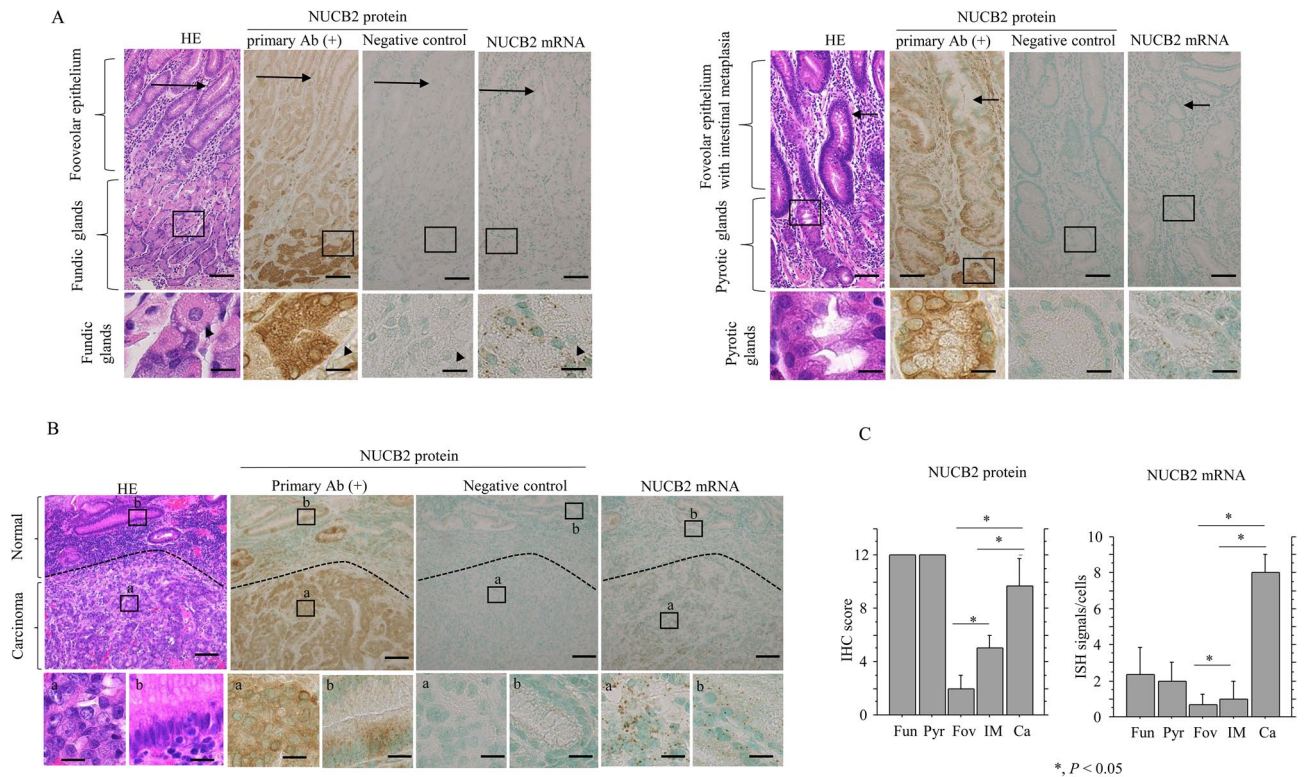 A
NUCB2 protein
HE
primary Ab (+)
Negative control
NUCB2 mRNA
Fooveolar epithelium
Fundic glands
Fundic
glands
NUCB2 protein
HE
primary Ab (+)
Negative control
NUCB2 mRNA
Foveolar epithelium
with intestinal metaplasia
Pyrotic glands
Pyrotic
glands
B
NUCB2 protein
HE
Primary Ab (+)
Negative control
NUCB2 mRNA
Normal
Carcinoma
b
b
b
b
a
a
a
a
a
b
a
b
a
b
a
b
C
NUCB2 protein
*
*
*
IHC score
12
8
4
0
Fun Pyr Fov IM Ca
NUCB2 mRNA
*
*
*
ISH signals/cells
10
8
6
4
2
0
Fun Pyr Fov IM Ca
*, P < 0.05